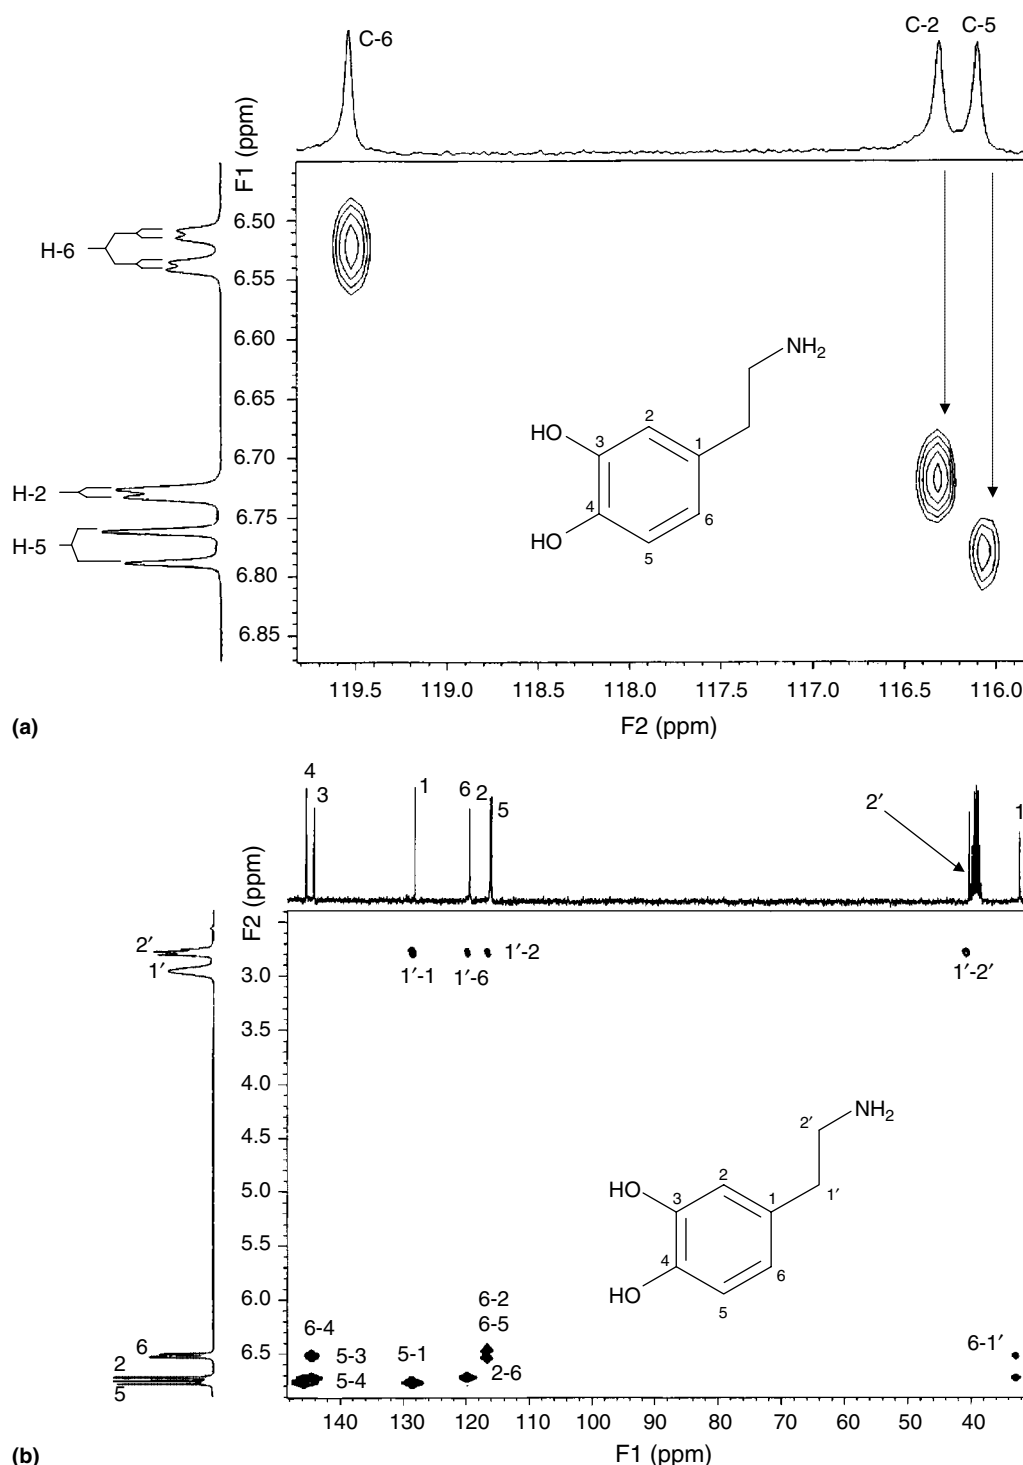 C-6
C-2
C-5
F1 (ppm)
6.50
H-6
6.55
6.60
6.65
6.70
H-2
6.75
H-5
6.80
6.85
NH2
HO
3
2
1
4
HO
5
6
119.5 119.0 118.5 118.0 117.5 117.0 116.5 116.0
F2 (ppm)
(a)
4
3
1
6
2
5
2′
1
F2 (ppm)
2′
1′
1′-1
1′-6
1′-2
1′-2′
3.0
3.5
4.0
4.5
5.0
5.5
6.0
6.5
2′
NH2
HO
3
2
1
1′
4
HO
5
6
6
2
5
6-4
5-3
5-4
5-1
6-2
6-5
2-6
6-1′
140 130 120 110 100 90 80 70 60 50 40
F1 (ppm)
(b)